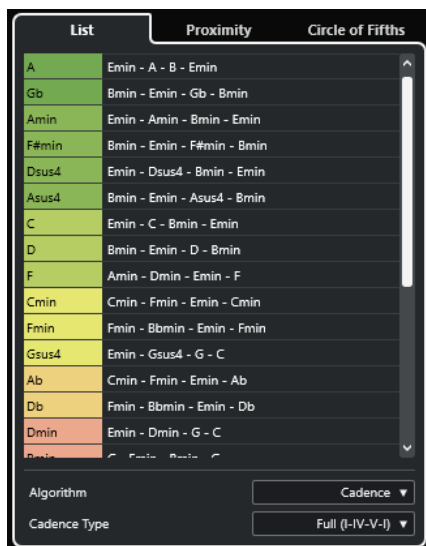 List Proximity Circle of Fifths
A Emin - A - B - Emin
Gb Bmin - Emin - Gb - Bmin
Amin Emin - Amin - Bmin - Emin
F#min Bmin - Emin - F#min - Bmin
Dsus4 Emin - Dsus4 - Bmin - Emin
Asus4 Bmin - Emin - Asus4 - Bmin
C Emin - C - Bmin - Emin
D Bmin - Emin - D - Bmin
F Amin - Dmin - Emin - F
Cmin Cmin - Fmin - Emin - Cmin
Fmin Fmin - Bbmin - Emin - Fmin
Gsus4 Emin - Gsus4 - G - C
Ab Cmin - Fmin - Emin - Ab
Db Fmin - Bbmin - Emin - Db
Dmin Emin - Dmin - G - C
Algorithm Cadence
Cadence Type Full (I-IV-V-I)